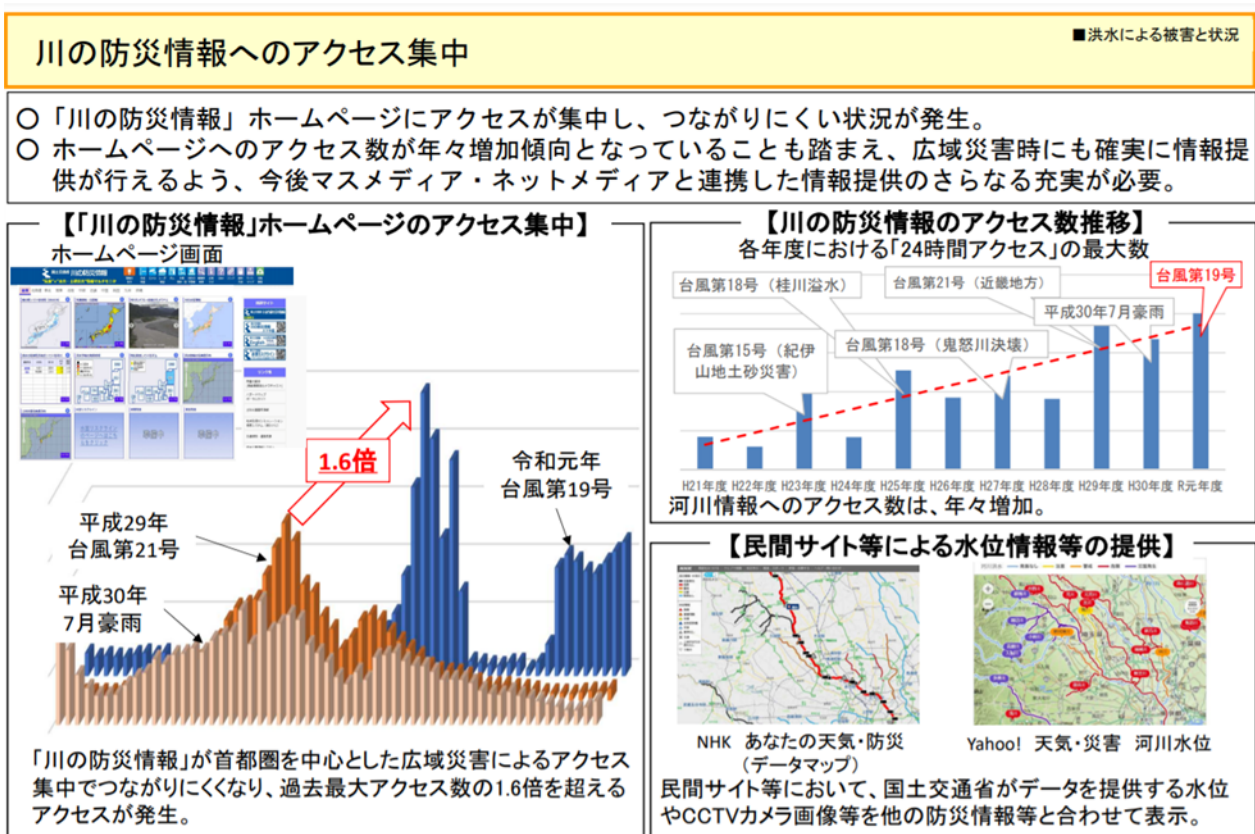 川の防災情報へのアクセス集中
■洪水による被害と状況
○ 「川の防災情報」ホームページにアクセスが集中し、つながりにくい状況が発生。
○ ホームページへのアクセス数が年々増加傾向となっていることも踏まえ、広域災害時にも確実に情報提
供が行えるよう、今後マスメディア・ネットメディアと連携した情報提供のさらなる充実が必要。
【「川の防災情報」ホームページのアクセス集中】
ホームページ画面
川の防災情報
1.6倍
令和元年
台風第19号
平成29年
台風第21号
平成30年
7月豪雨
「川の防災情報」が首都圏を中心とした広域災害によるアクセス
集中でつながりにくくなり、過去最大アクセス数の1.6倍を超える
アクセスが発生。
【川の防災情報のアクセス数推移】
各年度における「24時間アクセス」の最大数
台風第18号（桂川溢水）
台風第21号（近畿地方）
台風第19号
平成30年7月豪雨
台風第15号（紀伊
山地土砂災害）
台風第18号（鬼怒川決壊）
H21年度 H22年度 H23年度 H24年度 H25年度 H26年度 H27年度 H28年度 H29年度 H30年度 R元年度
河川情報へのアクセス数は、年々増加。
【民間サイト等による水位情報等の提供】
NHK あなたの天気・防災
（データマップ）
Yahoo! 天気・災害 河川水位
民間サイト等において、国土交通省がデータを提供する水位
やCCTVカメラ画像等を他の防災情報等と合わせて表示。